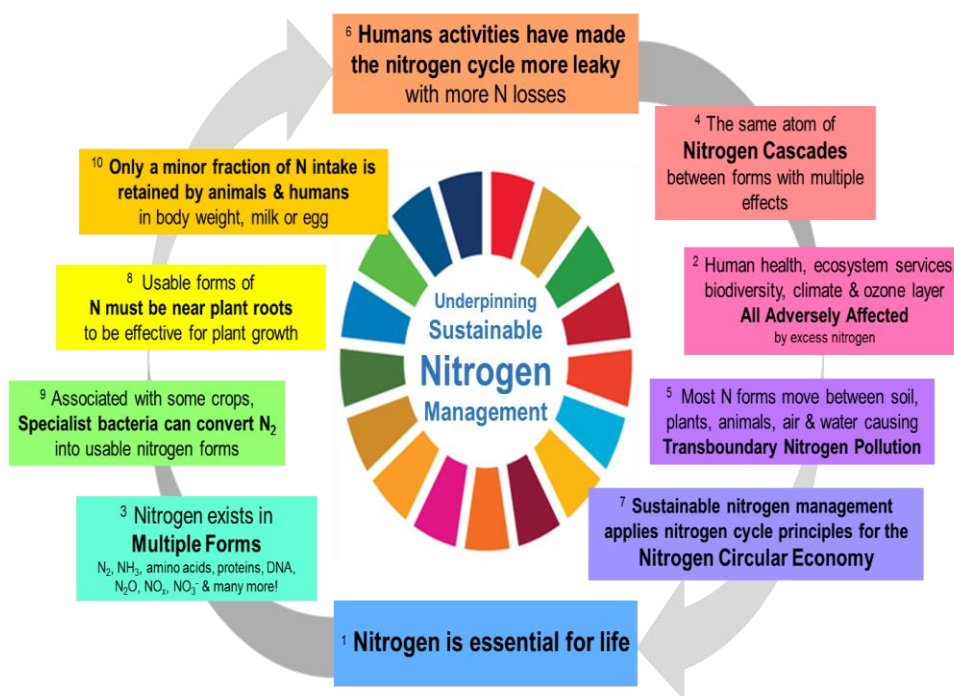 ⁶ Humans activities have made
the nitrogen cycle more leaky
with more N losses
⁴ The same atom of
Nitrogen Cascades
between forms with multiple
effects
² Human health, ecosystem services,
biodiversity, climate & ozone layer
All Adversely Affected
by excess nitrogen
⁵ Most N forms move between soil,
plants, animals, air & water causing
Transboundary Nitrogen Pollution
⁷ Sustainable nitrogen management
applies nitrogen cycle principles for the
Nitrogen Circular Economy
¹ Nitrogen is essential for life
³ Nitrogen exists in
Multiple Forms
N₂, NH₃, amino acids, proteins, DNA,
N₂O, NOₓ, NO₃⁻ & many more!
⁹ Associated with some crops,
Specialist bacteria can convert N₂
into usable nitrogen forms
⁸ Usable forms of
N must be near plant roots
to be effective for plant growth
¹⁰ Only a minor fraction of N intake is
retained by animals & humans
in body weight, milk or egg
Underpinning
Sustainable
Nitrogen
Management